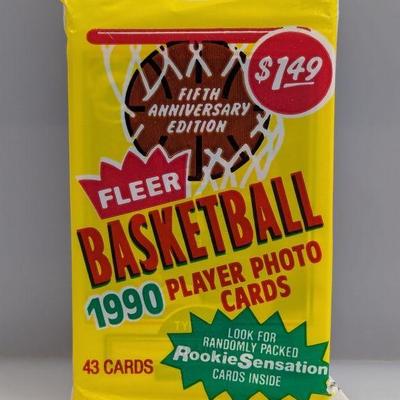 $1.49
FIFTH
ANNIVERSARY
EDITION
FLEER
BASKETBALL
1990 PLAYER PHOTO
CARDS
43 CARDS
LOOK FOR
RANDOMLY PACKED
RookieSensation
CARDS INSIDE